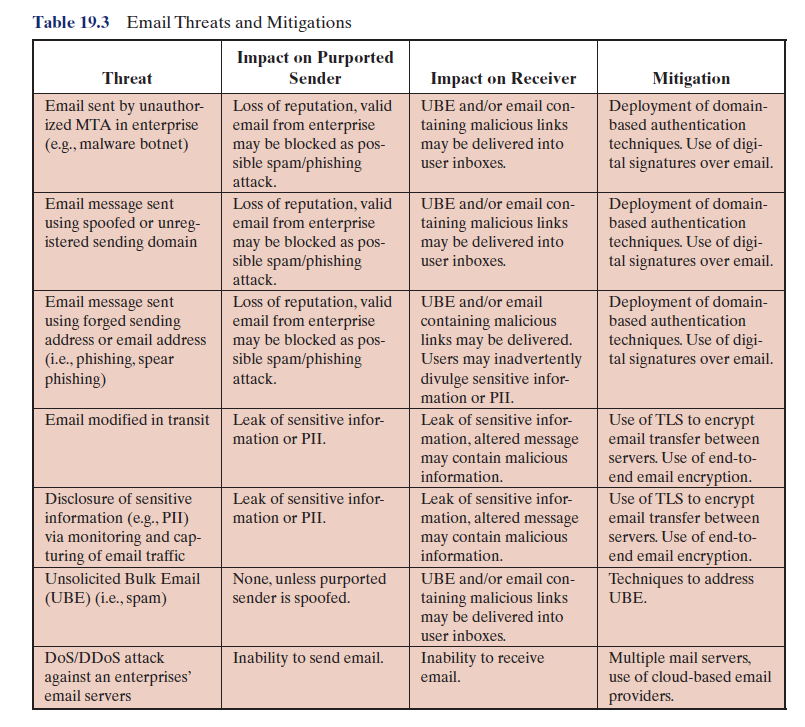 Table 19.3 Email Threats and Mitigations
Threat
Impact on Purported
Sender
Impact on Receiver
Mitigation
Email sent by unauthor-
ized MTA in enterprise
(e.g., malware botnet)
Loss of reputation, valid
email from enterprise
may be blocked as pos-
sible spam/phishing
attack.
UBE and/or email con-
taining malicious links
may be delivered into
user inboxes.
Deployment of domain-
based authentication
techniques. Use of digi-
tal signatures over email.
Email message sent
using spoofed or unreg-
istered sending domain
Loss of reputation, valid
email from enterprise
may be blocked as pos-
sible spam/phishing
attack.
UBE and/or email con-
taining malicious links
may be delivered into
user inboxes.
Deployment of domain-
based authentication
techniques. Use of digi-
tal signatures over email.
Email message sent
using forged sending
address or email address
(i.e., phishing, spear
phishing)
Loss of reputation, valid
email from enterprise
may be blocked as pos-
sible spam/phishing
attack.
UBE and/or email
containing malicious
links may be delivered.
Users may inadvertently
divulge sensitive infor-
mation or PII.
Deployment of domain-
based authentication
techniques. Use of digi-
tal signatures over email.
Email modified in transit
Leak of sensitive infor-
mation or PII.
Leak of sensitive infor-
mation, altered message
may contain malicious
information.
Use of TLS to encrypt
email transfer between
servers. Use of end-to-
end email encryption.
Disclosure of sensitive
information (e.g., PII)
via monitoring and cap-
turing of email traffic
Leak of sensitive infor-
mation or PII.
Leak of sensitive infor-
mation, altered message
may contain malicious
information.
Use of TLS to encrypt
email transfer between
servers. Use of end-to-
end email encryption.
Unsolicited Bulk Email
(UBE) (i.e., spam)
None, unless purported
sender is spoofed.
UBE and/or email con-
taining malicious links
may be delivered into
user inboxes.
Techniques to address
UBE.
DoS/DDoS attack
against an enterprises'
email servers
Inability to send email.
Inability to receive
email.
Multiple mail servers,
use of cloud-based email
providers.